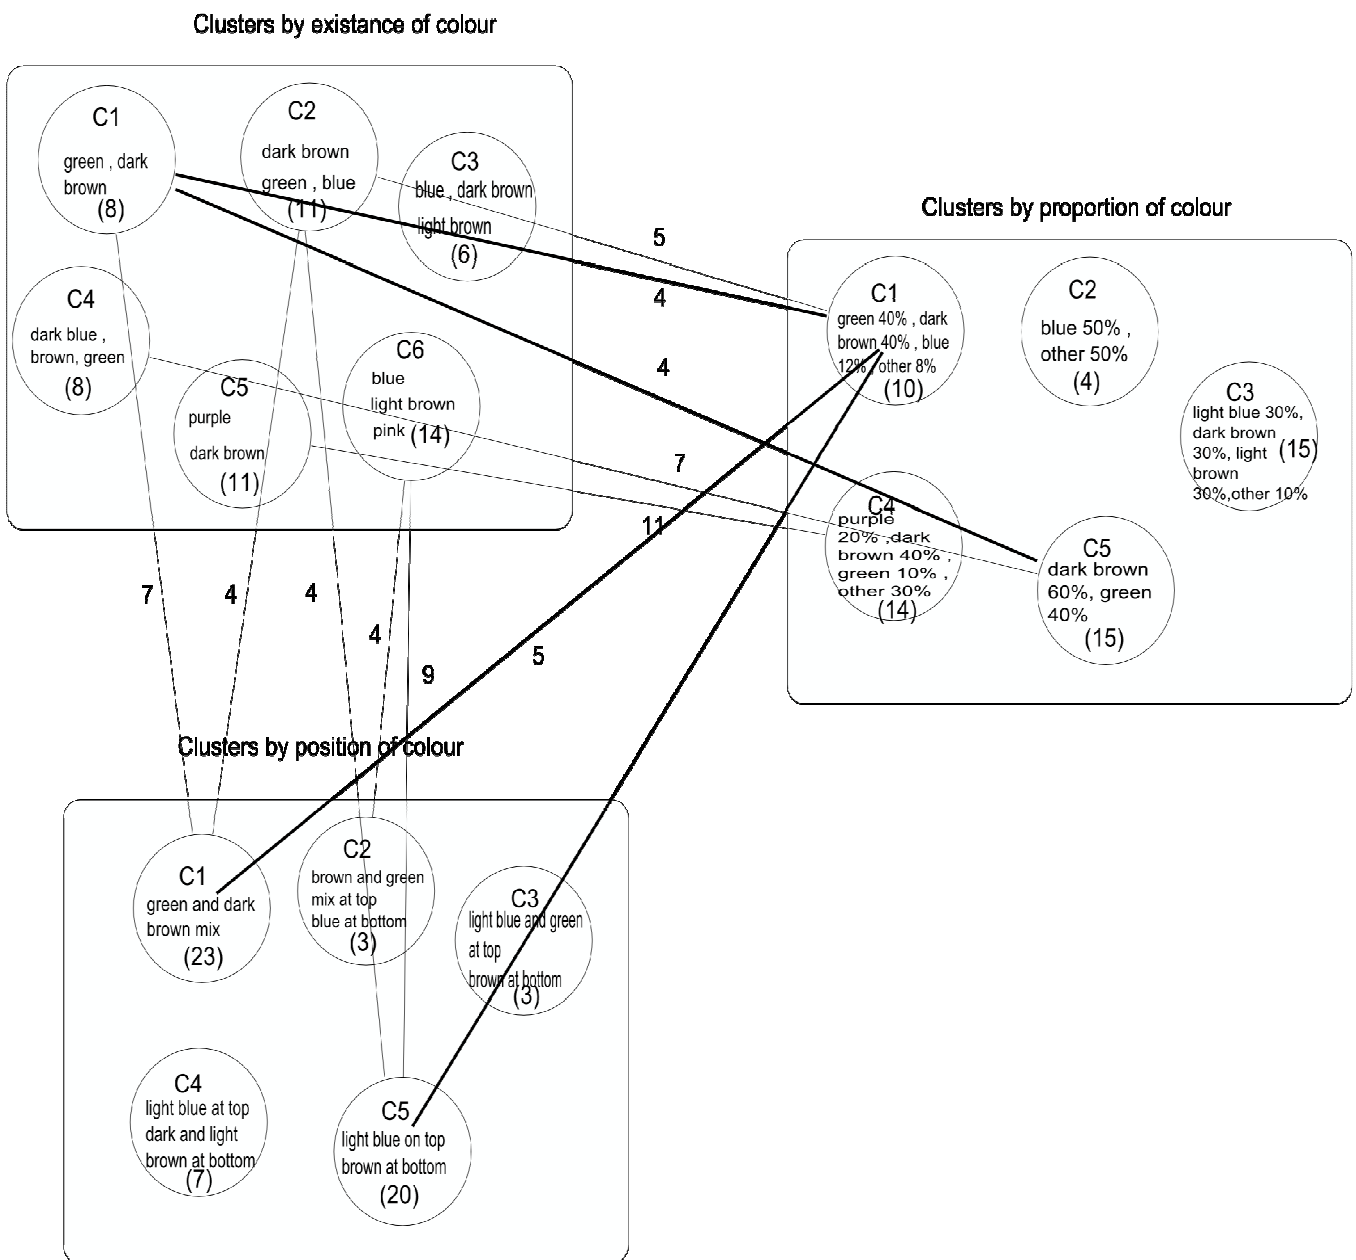 Clusters by existance of colour
C1
green , dark
brown
(8)
C2
dark brown
green , blue
(11)
C3
blue , dark brown
light brown
(6)
C4
dark blue ,
brown, green
(8)
C5
purple
dark brown
(11)
C6
blue
light brown
pink (14)
5
4
4
7
11
Clusters by proportion of colour
C1
green 40% , dark
brown 40% , blue
12% , other 8%
(10)
C2
blue 50% ,
other 50%
(4)
C3
light blue 30%,
dark brown
30%, light (15)
brown
30%,other 10%
C4
purple
20% ,dark
brown 40% ,
green 10% ,
other 30%
(14)
C5
dark brown
60%, green
40%
(15)
7
4
4
4
9
5
Clusters by position of colour
C1
green and dark
brown mix
(23)
C2
brown and green
mix at top
blue at bottom
(3)
C3
light blue and green
at top
brown at bottom
(3)
C4
light blue at top
dark and light
brown at bottom
(7)
C5
light blue on top
brown at bottom
(20)